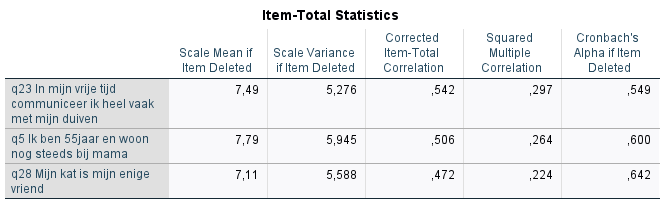 Item-Total Statistics
Scale Mean if Item Deleted Scale Variance if Item Deleted Corrected Item-Total Correlation Squared Multiple Correlation Cronbach's Alpha if Item Deleted
q23 In mijn vrije tijd communiceer ik heel vaak met mijn duiven 7,49 5,276 ,542 ,297 ,549
q5 Ik ben 55jaar en woon nog steeds bij mama 7,79 5,945 ,506 ,264 ,600
q28 Mijn kat is mijn enige vriend 7,11 5,588 ,472 ,224 ,642